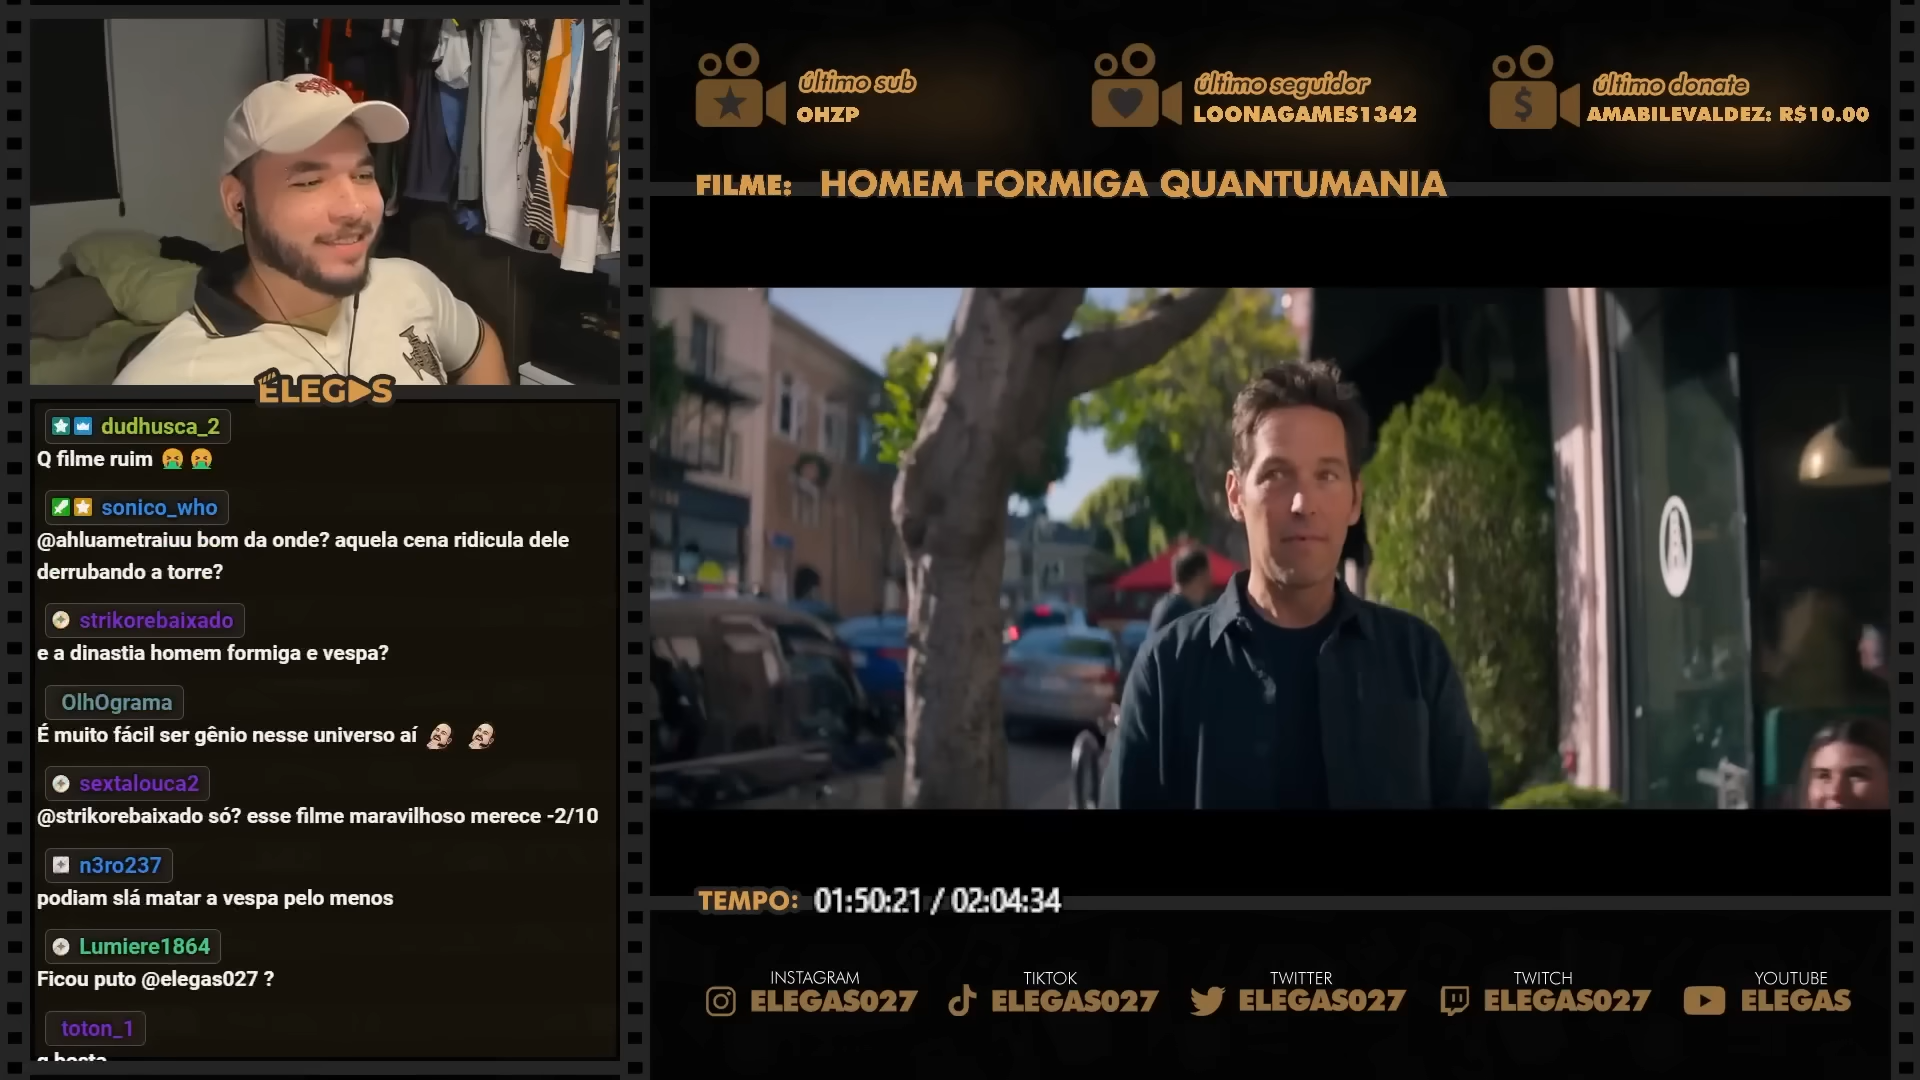 último sub
OHZP
último seguidor
LOONAGAMES1342
último donate
AMABILEVALDEZ: R$10.00
FILME: HOMEM FORMIGA QUANTUMANIA
ELEGAS
dudhusca_2
Q filme ruim
sonico_who
@ahluametraiuu bom da onde? aquela cena ridicula dele
derrubando a torre?
strikorebaixado
e a dinastia homem formiga e vespa?
OlhOgrama
É muito fácil ser gênio nesse universo aí
sextalouca2
@strikorebaixado só? esse filme maravilhoso merece -2/10
n3ro237
podiam slá matar a vespa pelo menos
Lumiere1864
Ficou puto @elegas027 ?
toton_1
q bosta
TEMPO: 01:50:21 / 02:04:34
INSTAGRAM
ELEGAS027
TIKTOK
ELEGAS027
TWITTER
ELEGAS027
TWITCH
ELEGAS027
YOUTUBE
ELEGAS